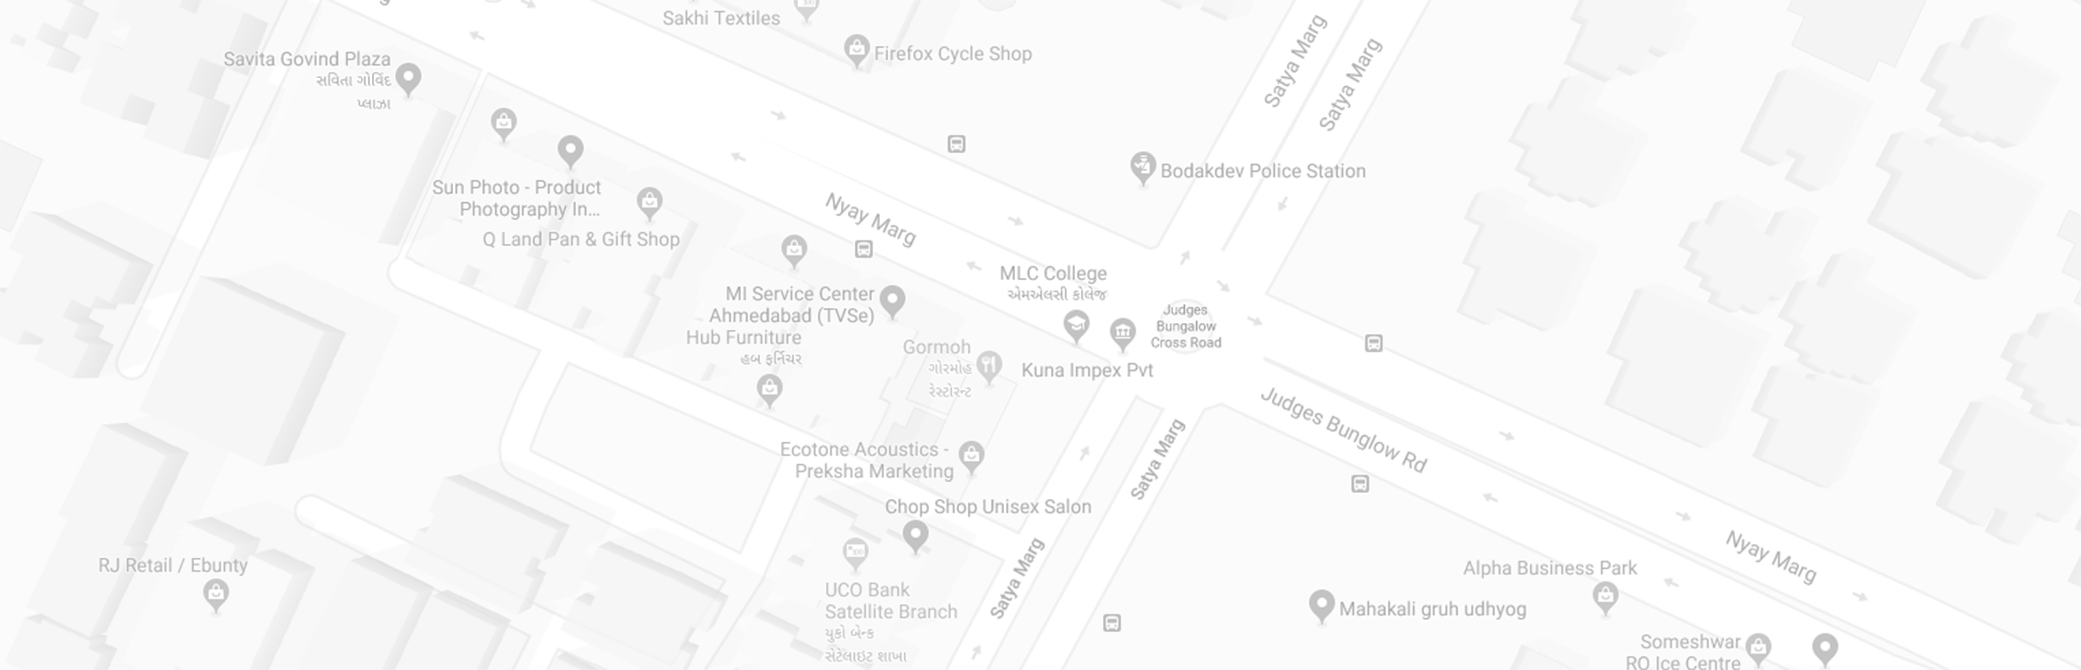 Sakhi Textiles
Firefox Cycle Shop
Savita Govind Plaza
સવિતા ગોવિંદ
પ્લાઝા
Satya Marg
Satya Marg
Bodakdev Police Station
Sun Photo - Product
Photography In...
Q Land Pan & Gift Shop
Nyay Marg
MLC College
એમએલસી કોલેજ
MI Service Center
Ahmedabad (TVSe)
Hub Furniture
હબ ફર્નિચર
Judges
Bungalow
Cross Road
Gormoh
ગોરમોહ
રેસ્ટોરન્ટ
Kuna Impex Pvt
Judges Bunglow Rd
Satya Marg
Ecotone Acoustics -
Preksha Marketing
Chop Shop Unisex Salon
Satya Marg
RJ Retail / Ebunty
UCO Bank
Satellite Branch
યુકો બેન્ક
સેટેલાઇટ શાખા
Nyay Marg
Alpha Business Park
Mahakali gruh udhyog
Someshwar
RO Ice Centre